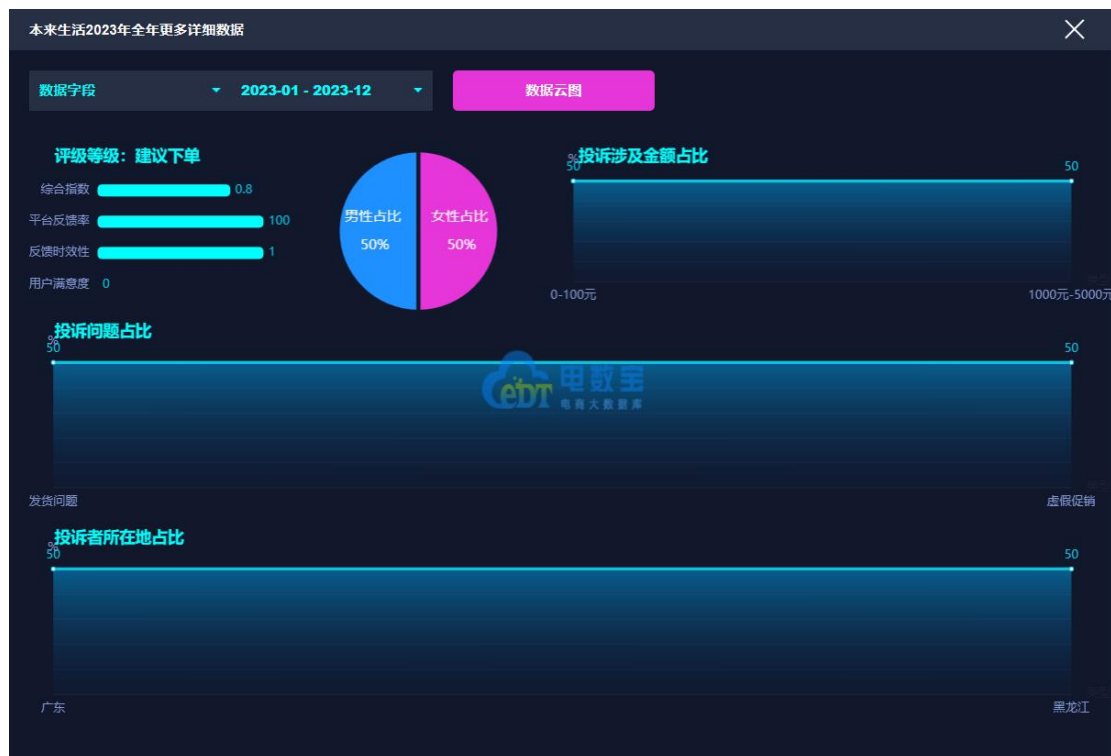 本来生活2023年全年更多详细数据
数据字段
2023-01 - 2023-12
数据云图
评级等级：建议下单
综合指数 0.8
平台反馈率 100
反馈时效性 1
用户满意度 0
男性占比
50%
女性占比
50%
投诉涉及金额占比
%
50
50
0-100元
1000元-5000元
投诉问题占比
%
50
50
eDT 电数宝
电商大数据库
发货问题
虚假促销
投诉者所在地占比
%
50
50
广东
黑龙江